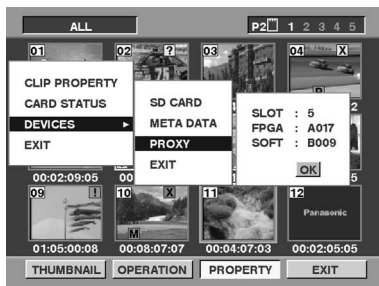 ALL
P2 1 2 3 4 5
01
02 ?
03
04 X
CLIP PROPERTY
CARD STATUS
DEVICES
EXIT
SD CARD
META DATA
PROXY
EXIT
SLOT : 5
FPGA : A017
SOFT : B009
OK
00:02:09:05
09 !
10 X
11
12
M
Panasonic
01:05:00:08
00:08:07:07
00:04:07:03
00:02:05:05
THUMBNAIL
OPERATION
PROPERTY
EXIT